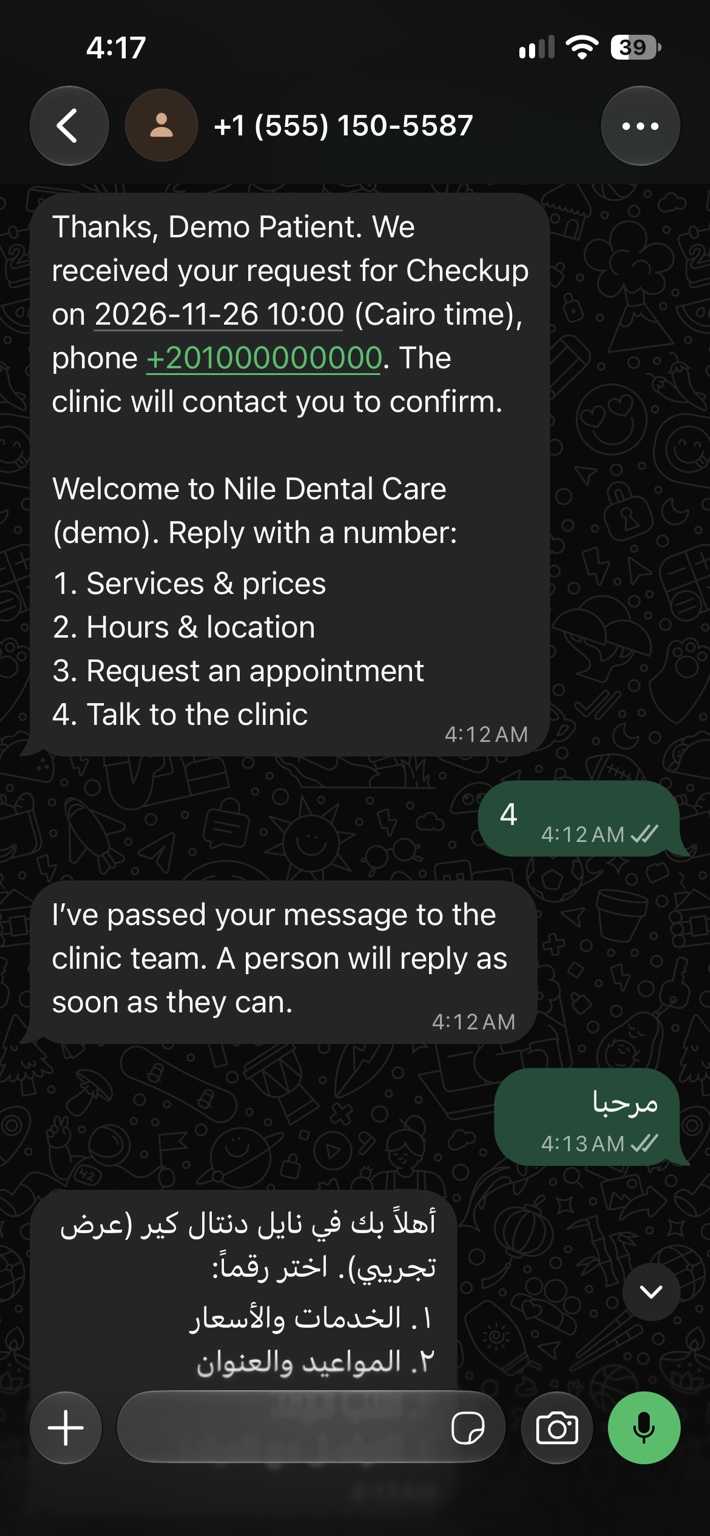 4:17
39
+1 (555) 150-5587
Thanks, Demo Patient. We
received your request for Checkup
on 2026-11-26 10:00 (Cairo time),
phone +201000000000. The
clinic will contact you to confirm.
Welcome to Nile Dental Care
(demo). Reply with a number:
1. Services & prices
2. Hours & location
3. Request an appointment
4. Talk to the clinic
4:12 AM
4
4:12 AM
I’ve passed your message to the
clinic team. A person will reply as
soon as they can.
4:12 AM
مرحبا
4:13 AM
أهلاً بك في نايل دنتال كير (عرض
تجريبي). اختر رقماً:
١. الخدمات والأسعار
٢. المواعيد والعنوان